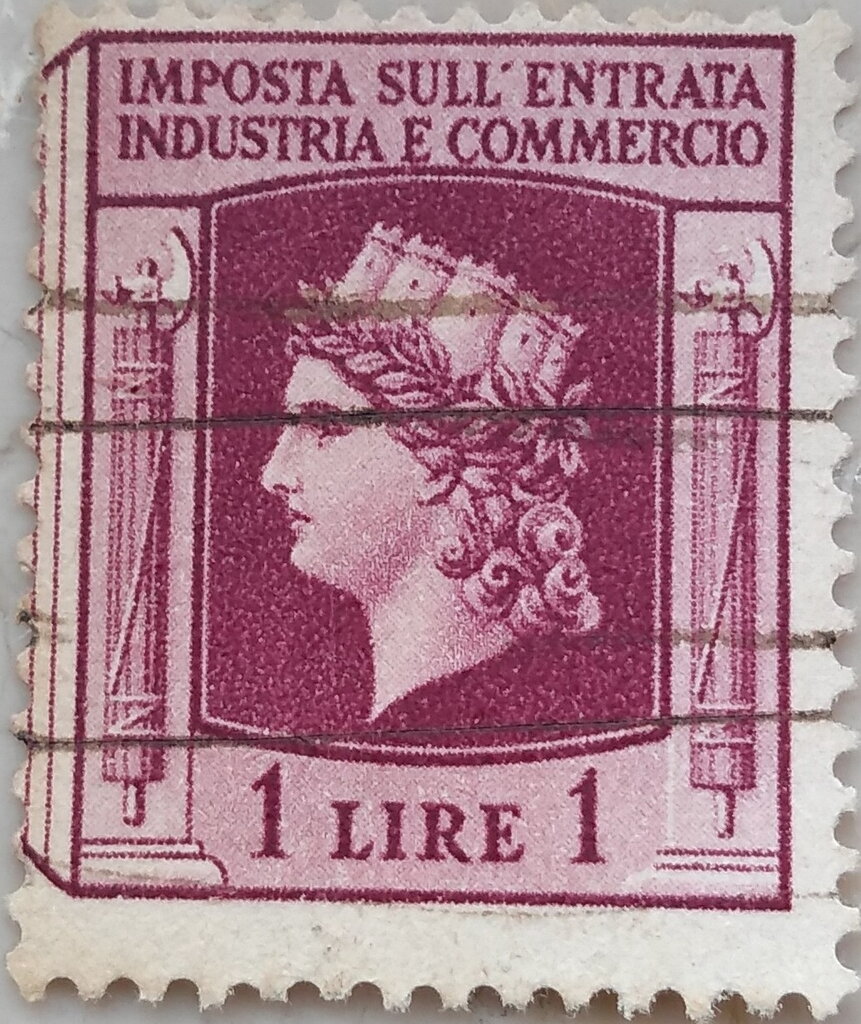 IMPOSTA SULL'ENTRATA
INDUSTRIA E COMMERCIO
1 LIRE 1